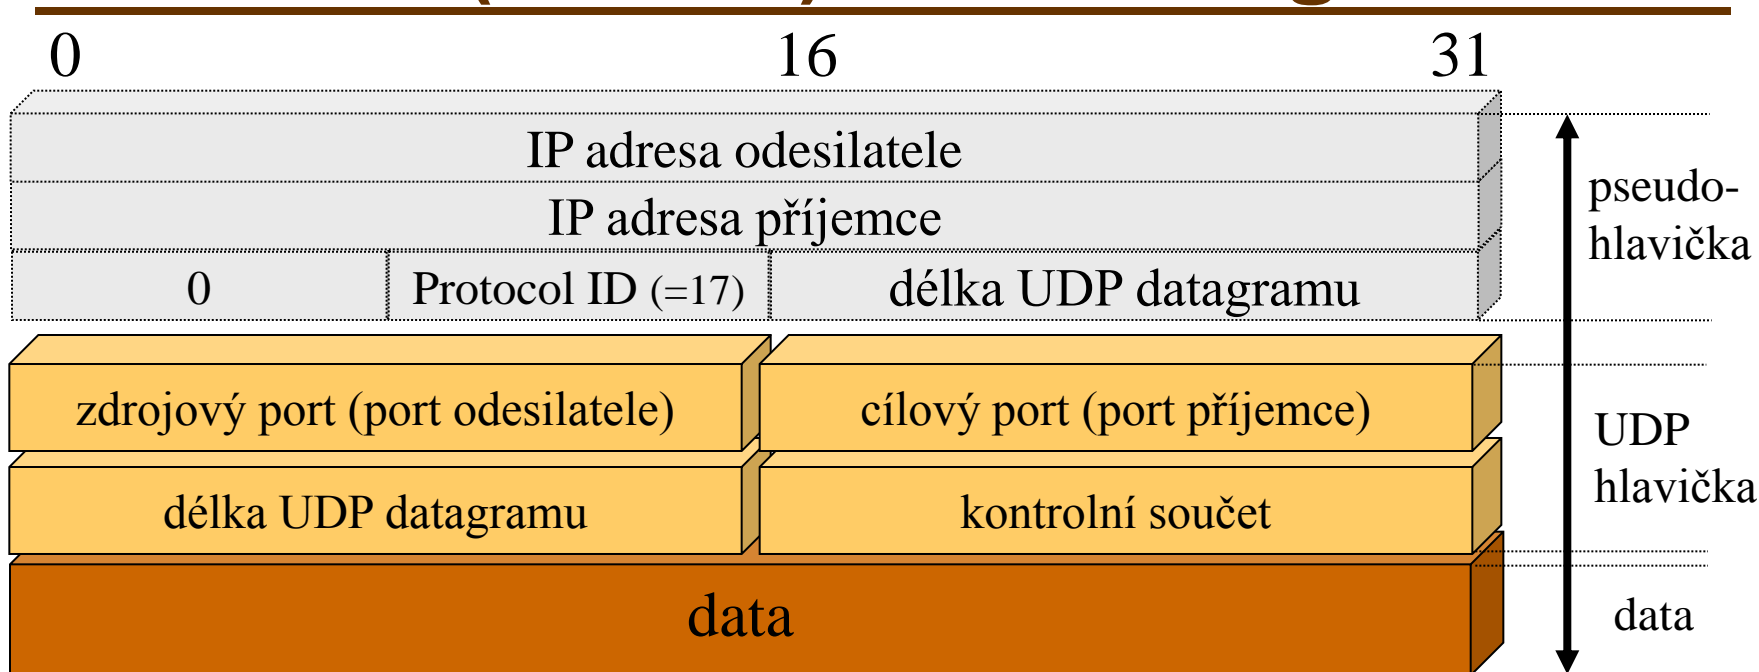 0 16 31
IP adresa odesilatele
IP adresa příjemce
0 Protocol ID (=17) délka UDP datagramu
pseudo-
hlavička
zdrojový port (port odesilatele) cílový port (port příjemce)
délka UDP datagramu kontrolní součet
UDP
hlavička
data
data